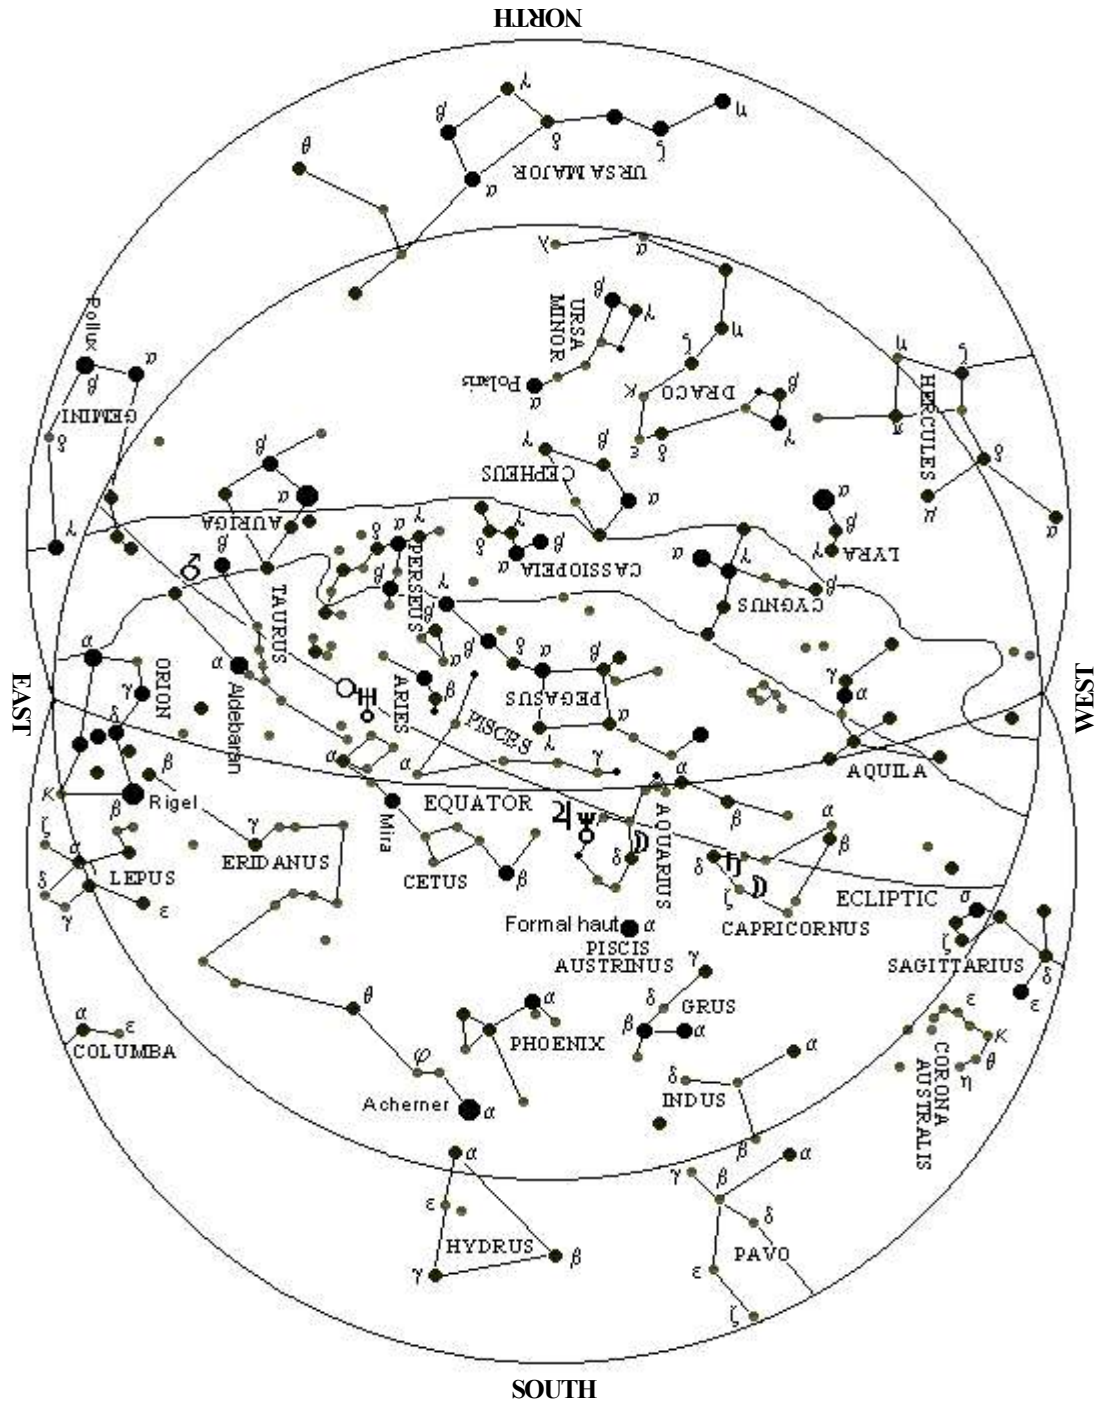 NORTH
γ
β
η
δ
ζ
θ
URSA MAJOR
α
λ
α
Pollux
β
URSA
MINOR
γ
η
η
ζ
α
ζ
HERCULES
β
GEMINI
Polaris
α
κ
DRACO
β
π
ε
δ
γ
δ
β
γ
β
CEPHEUS
δ
α
α
α
μ
α
AURIGA
δ
α
γ
γ
δ
β
β
γ
LYRA
γ
β
PERSEUS
α
CASSIOPEIA
α
γ
β
CYGNUS
♂
TAURUS
β
γ
β
α
α
β
α
ORION
γ
α
Aldebaran
ARIES
β
PEGASUS
γ
α
EAST
WEST
δ
PISCES
γ
α
β
α
α
γ
α
AQUILA
κ
β
Rigel
EQUATOR
♃
♆
AQUARIUS
β
α
ζ
γ
Mira
β
α
ERIDANUS
LEPUS
CETUS
β
δ
ζ
ECLIPTIC
δ
γ
ε
Formal haut
α
CAPRICORNUS
σ
PISCIS
AUSTRINUS
ζ
SAGITTARIUS
γ
δ
ε
θ
α
δ
GRUS
ε
α
ε
COLUMBA
PHOENIX
β
α
κ
φ
α
θ
η
CORONA
AUSTRALIS
δ
INDUS
Acherner
α
β
α
γ
β
α
ε
δ
HYDRUS
β
PAVO
γ
ε
ζ
SOUTH